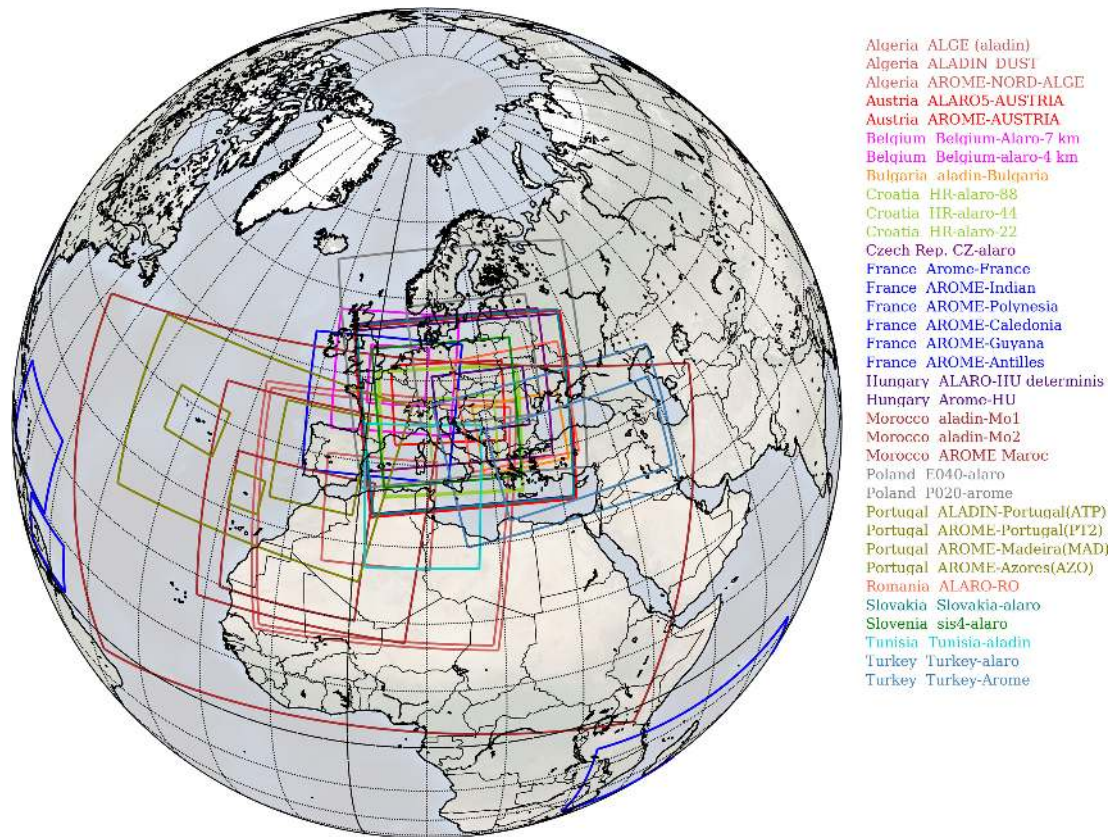 Algeria ALGE (aladin)
Algeria ALADIN DUST
Algeria AROME-NORD-ALGE
Austria ALARO5-AUSTRIA
Austria AROME-AUSTRIA
Belgium Belgium-Alaro-7 km
Belgium Belgium-alaro-4 km
Bulgaria aladin-Bulgaria
Croatia HR-alaro-88
Croatia HR-alaro-44
Croatia HR-alaro-22
Czech Rep. CZ-alaro
France Arome-France
France AROME-Indian
France AROME-Polynesia
France AROME-Caledonia
France AROME-Guyana
France AROME-Antilles
Hungary ALARO-HU determinis
Hungary Arome-HU
Morocco aladin-Mo1
Morocco aladin-Mo2
Morocco AROME Maroc
Poland E040-alaro
Poland P020-arome
Portugal ALADIN-Portugal(ATP)
Portugal AROME-Portugal(PT2)
Portugal AROME-Madeira(MAD)
Portugal AROME-Azores(AZO)
Romania ALARO-RO
Slovakia Slovakia-alaro
Slovenia sis4-alaro
Tunisia Tunisia-aladin
Turkey Turkey-alaro
Turkey Turkey-Arome